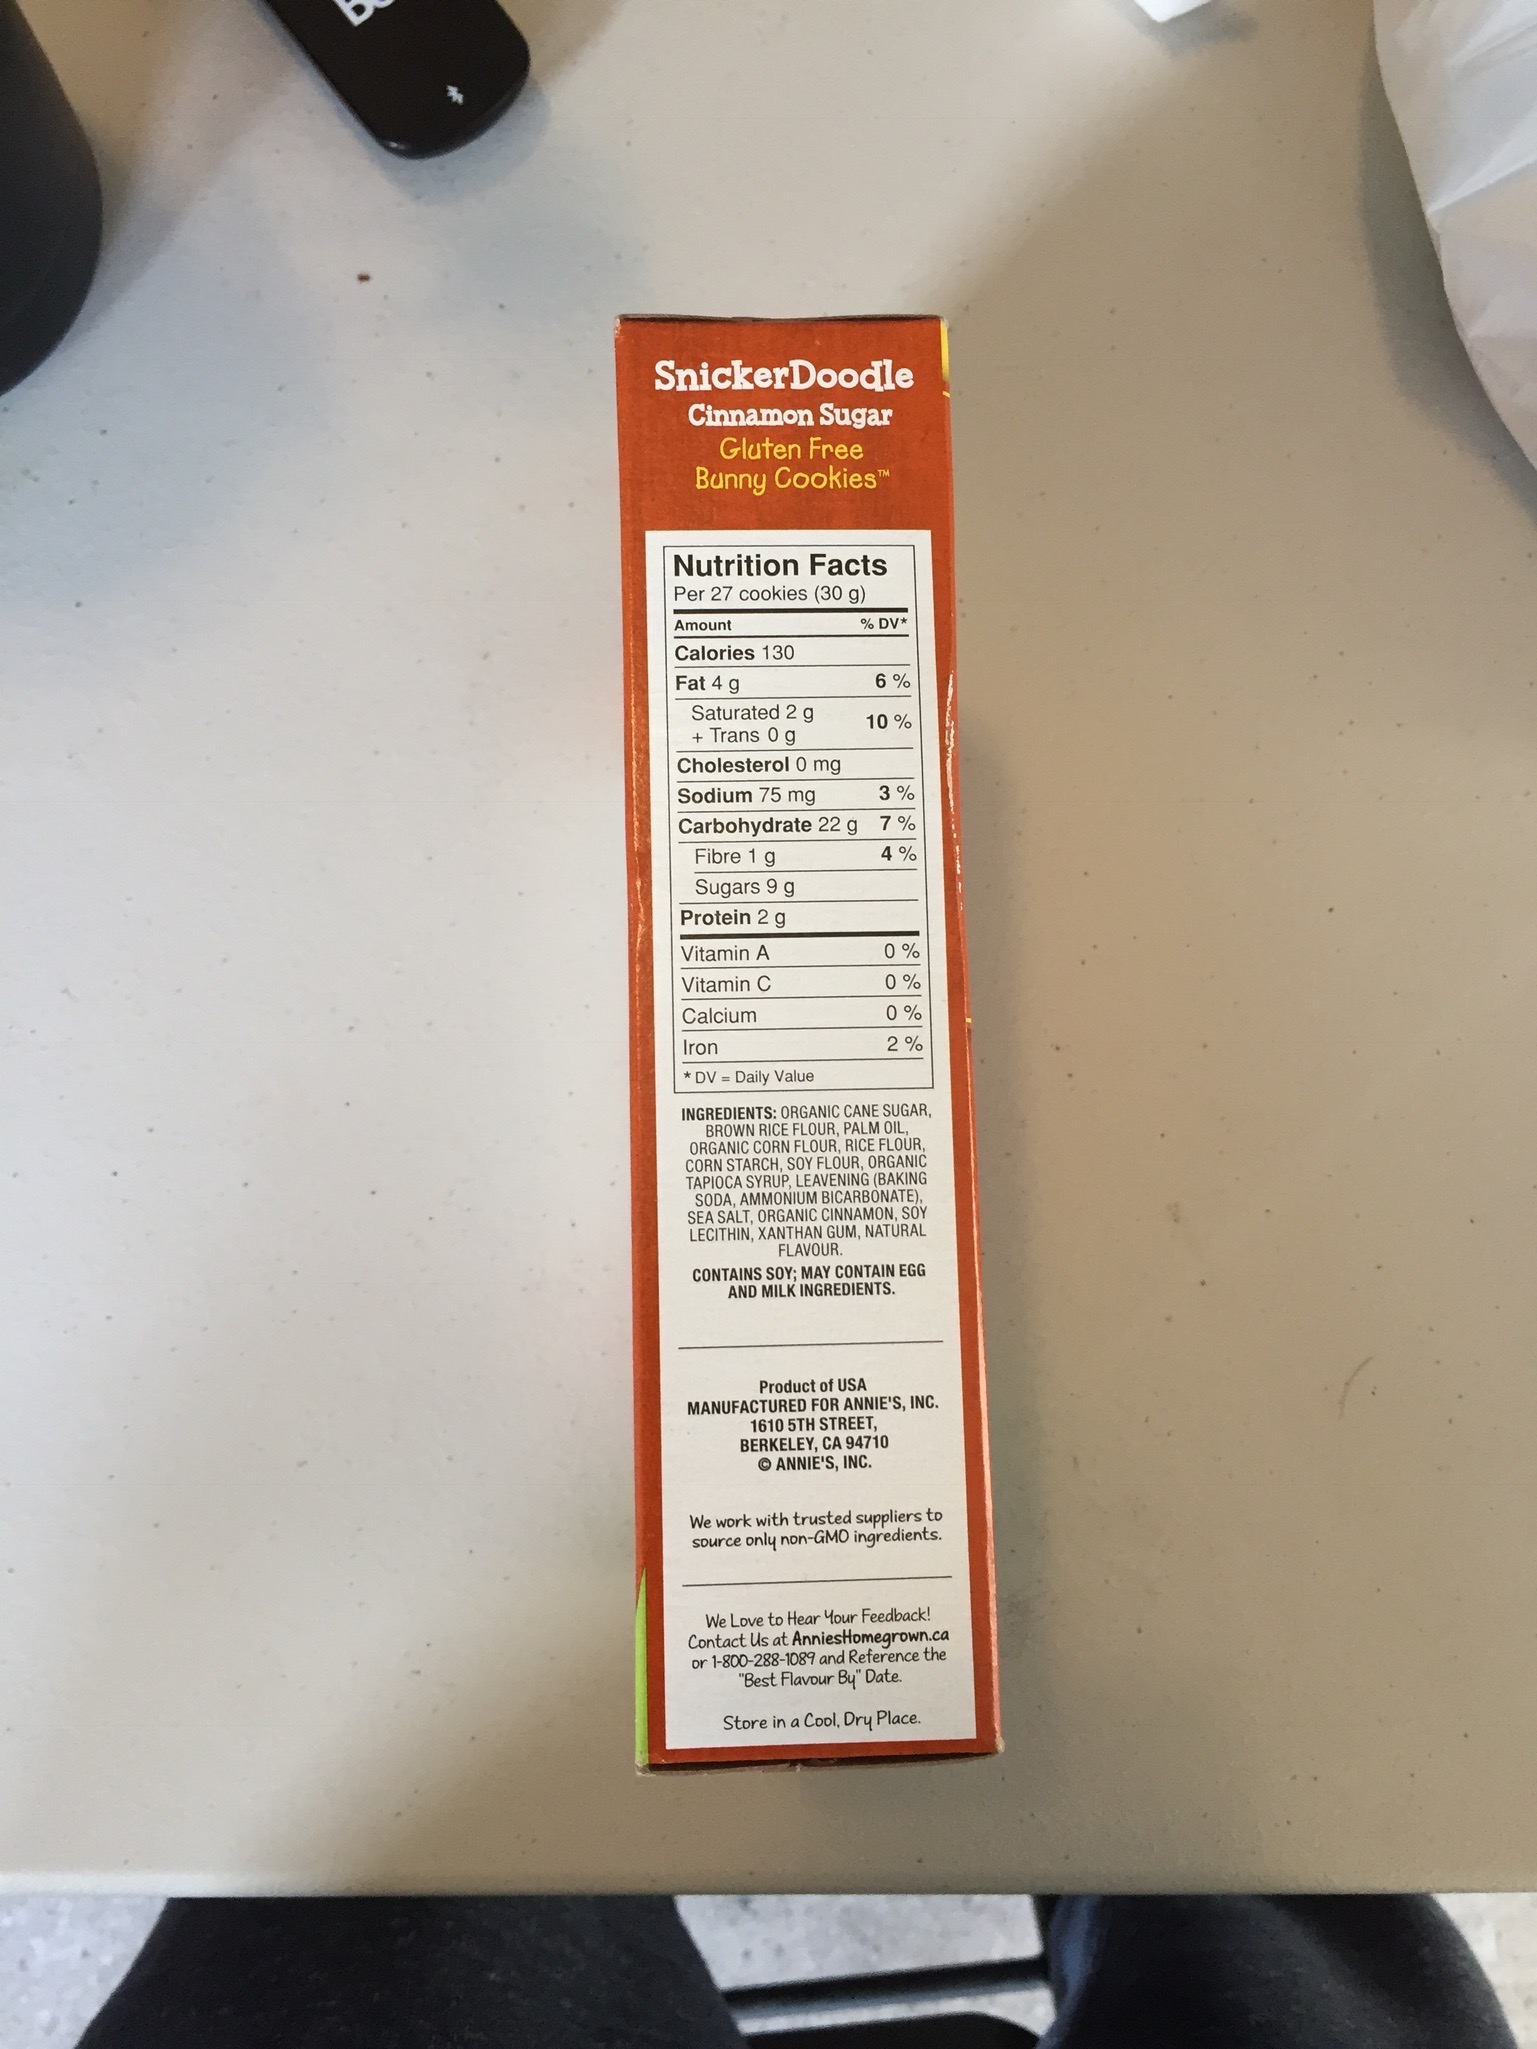 SnickerDoodle
Cinnamon Sugar
Gluten Free
Bunny Cookies™
Nutrition Facts
Per 27 cookies (30 g)
Amount % DV*
Calories 130
Fat 4 g 6 %
Saturated 2 g 10 %
+ Trans 0 g
Cholesterol 0 mg
Sodium 75 mg 3 %
Carbohydrate 22 g 7 %
Fibre 1 g 4 %
Sugars 9 g
Protein 2 g
Vitamin A 0 %
Vitamin C 0 %
Calcium 0 %
Iron 2 %
* DV = Daily Value
INGREDIENTS: ORGANIC CANE SUGAR,
BROWN RICE FLOUR, PALM OIL,
ORGANIC CORN FLOUR, RICE FLOUR,
CORN STARCH, SOY FLOUR, ORGANIC
TAPIOCA SYRUP, LEAVENING (BAKING
SODA, AMMONIUM BICARBONATE),
SEA SALT, ORGANIC CINNAMON, SOY
LECITHIN, XANTHAN GUM, NATURAL
FLAVOUR.
CONTAINS SOY; MAY CONTAIN EGG
AND MILK INGREDIENTS.
Product of USA
MANUFACTURED FOR ANNIE'S, INC.
1610 5TH STREET,
BERKELEY, CA 94710
© ANNIE'S, INC.
We work with trusted suppliers to
source only non-GMO ingredients.
We Love to Hear Your Feedback!
Contact Us at AnniesHomegrown.ca
or 1-800-288-1089 and Reference the
"Best Flavour By" Date.
Store in a Cool, Dry Place.